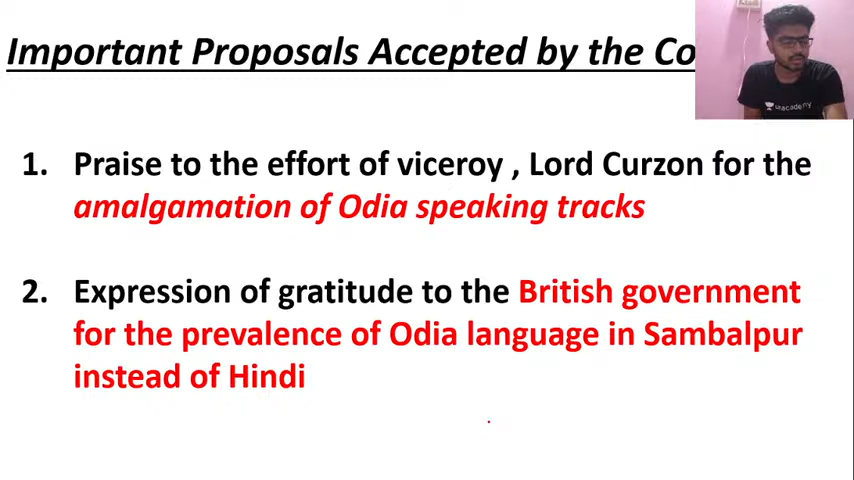 Important Proposals Accepted by the Co
1. Praise to the effort of viceroy , Lord Curzon for the
amalgamation of Odia speaking tracks
2. Expression of gratitude to the British government
for the prevalence of Odia language in Sambalpur
instead of Hindi
unacademy